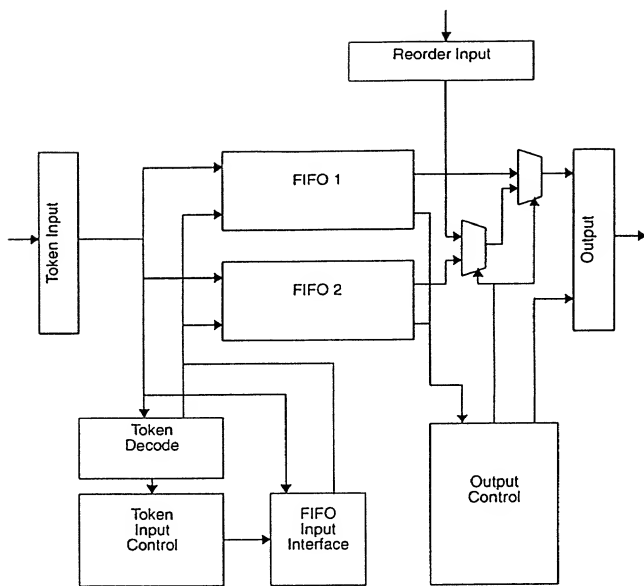 Reorder Input
Token Input
FIFO 1
FIFO 2
Output
Token
Decode
Token
Input
Control
FIFO
Input
Interface
Output
Control